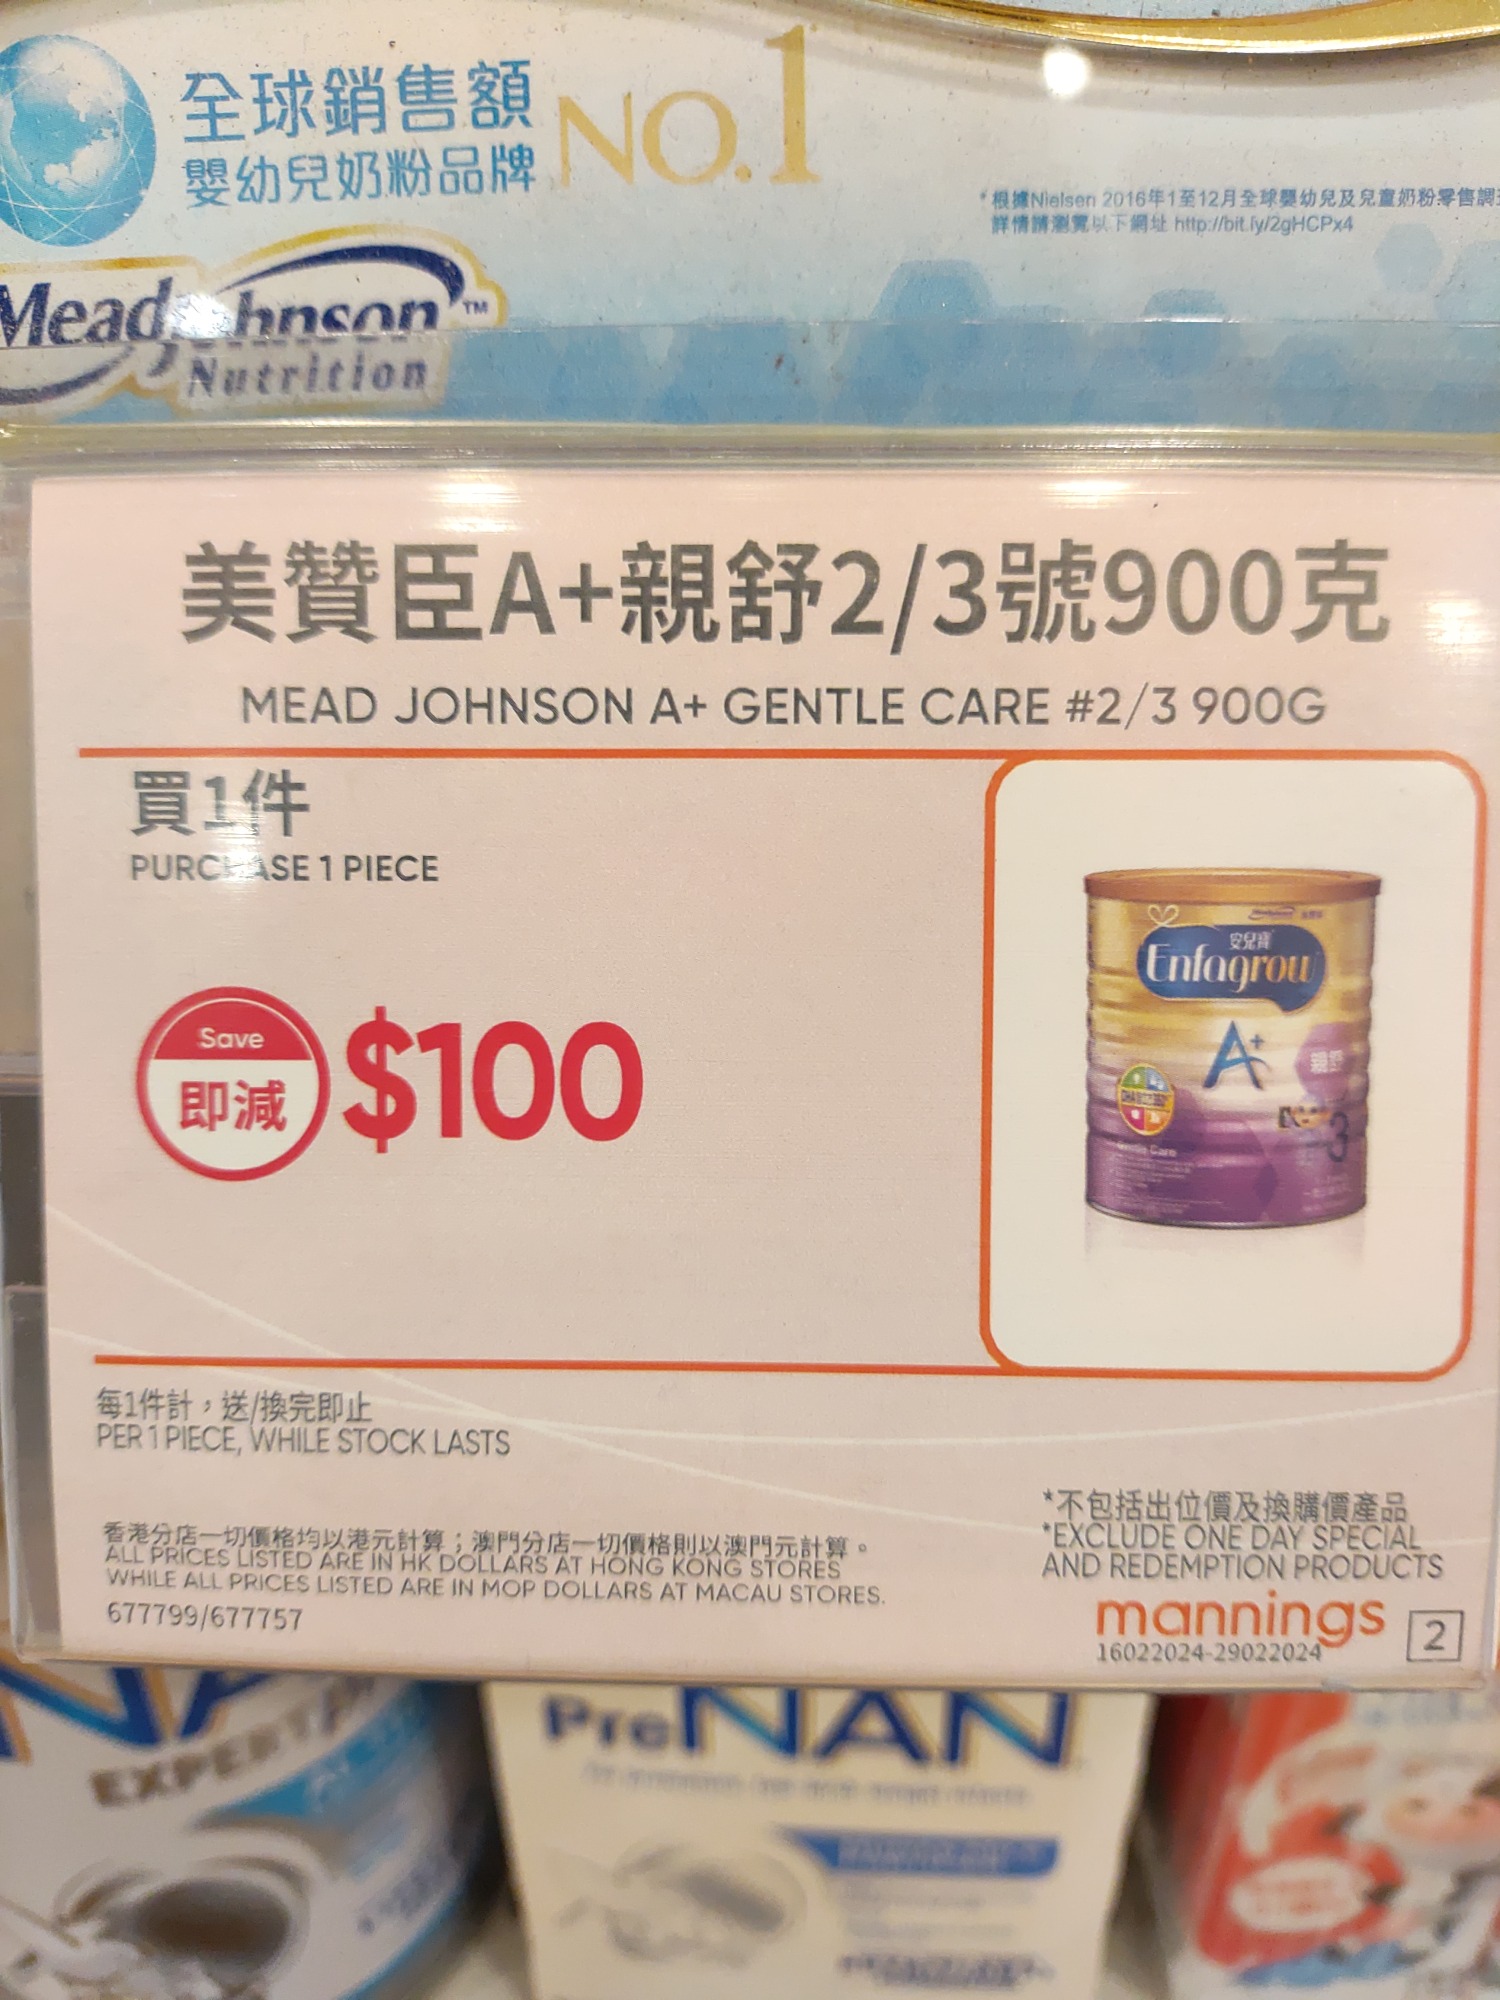 全球銷售額
嬰幼兒奶粉品牌
NO.1
*根據Nielsen 2016年1至12月全球嬰幼兒及兒童奶粉零售調
詳情請瀏覽以下網址 http://bit.ly/2gHCPx4
Mead Johnson™
Nutrition
美贊臣A+親舒2/3號900克
MEAD JOHNSON A+ GENTLE CARE #2/3 900G
買1件
PURCHASE 1 PIECE
Save
即減
$100
安兒寶
Enfagrow
A+
親舒
3
Gentle Care
每1件計，送/換完即止
PER 1 PIECE, WHILE STOCK LASTS
香港分店一切價格均以港元計算；澳門分店一切價格則以澳門元計算。
ALL PRICES LISTED ARE IN HK DOLLARS AT HONG KONG STORES
WHILE ALL PRICES LISTED ARE IN MOP DOLLARS AT MACAU STORES.
677799/677757
*不包括出位價及換購價產品
*EXCLUDE ONE DAY SPECIAL
AND REDEMPTION PRODUCTS
mannings
16022024-29022024
2
EXPERT
PreNAN